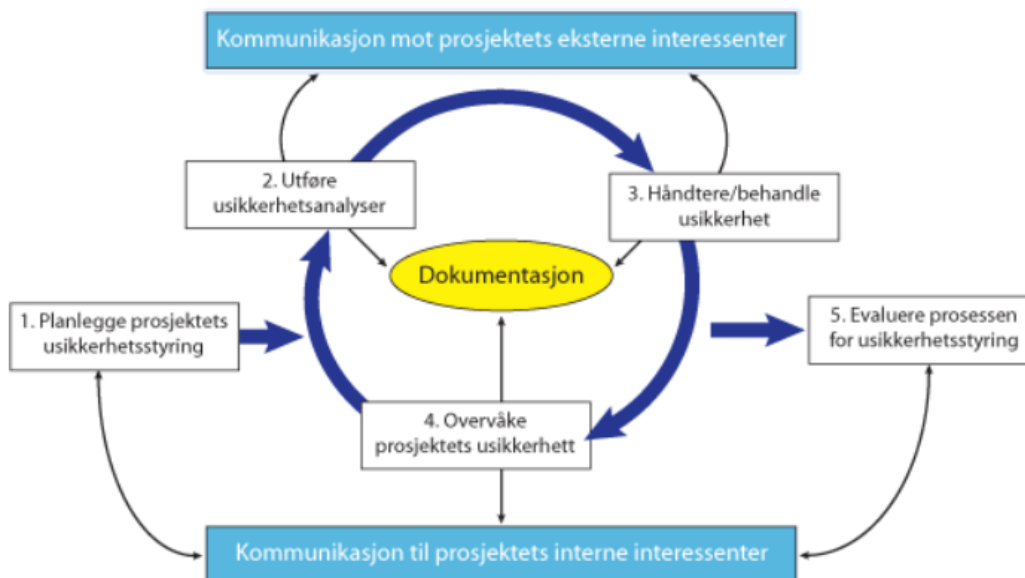 Kommunikasjon mot prosjektets eksterne interessenter
2. Utføre
usikkerhetsanalyser
3. Håndtere/behandle
usikkerhet
Dokumentasjon
1. Planlegge prosjektets
usikkerhetsstyring
5. Evaluere prosessen
for usikkerhetsstyring
4. Overvåke
prosjektets usikkerhett
Kommunikasjon til prosjektets interne interessenter